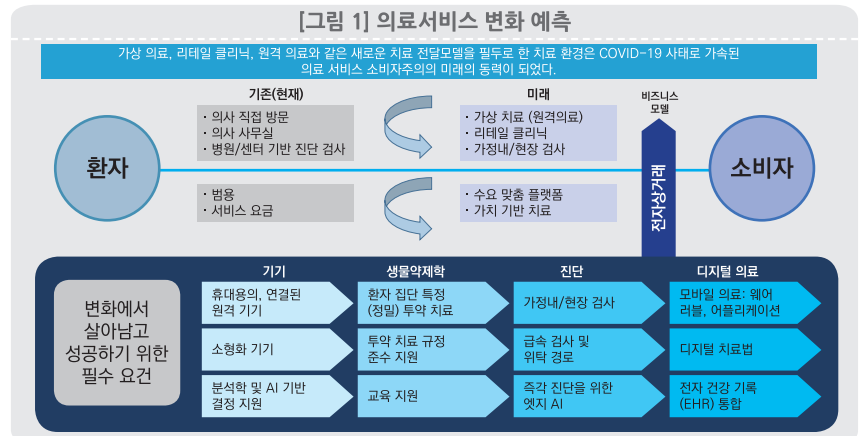 [그림 1] 의료서비스 변화 예측
가상 의료, 리테일 클리닉, 원격 의료와 같은 새로운 치료 전달모델을 필두로 한 치료 환경은 COVID-19 사태로 가속된
의료 서비스 소비자주의의 미래의 동력이 되었다.
기존(현재)
미래
비즈니스
모델
· 의사 직접 방문
· 의사 사무실
· 병원/센터 기반 진단 검사
· 가상 치료 (원격의료)
· 리테일 클리닉
· 가정내/현장 검사
환자
소비자
전자상거래
· 범용
· 서비스 요금
· 수요 맞춤 플랫폼
· 가치 기반 치료
변화에서
살아남고
성공하기 위한
필수 요건
기기
생물약제학
진단
디지털 의료
휴대용의, 연결된
원격 기기
환자 집단 특정
(정밀) 투약 치료
가정내/현장 검사
모바일 의료: 웨어
러블, 어플리케이션
소형화 기기
투약 치료 규정
준수 지원
급속 검사 및
위탁 경로
디지털 치료법
분석학 및 AI 기반
결정 지원
교육 지원
즉각 진단을 위한
엣지 AI
전자 건강 기록
(EHR) 통합